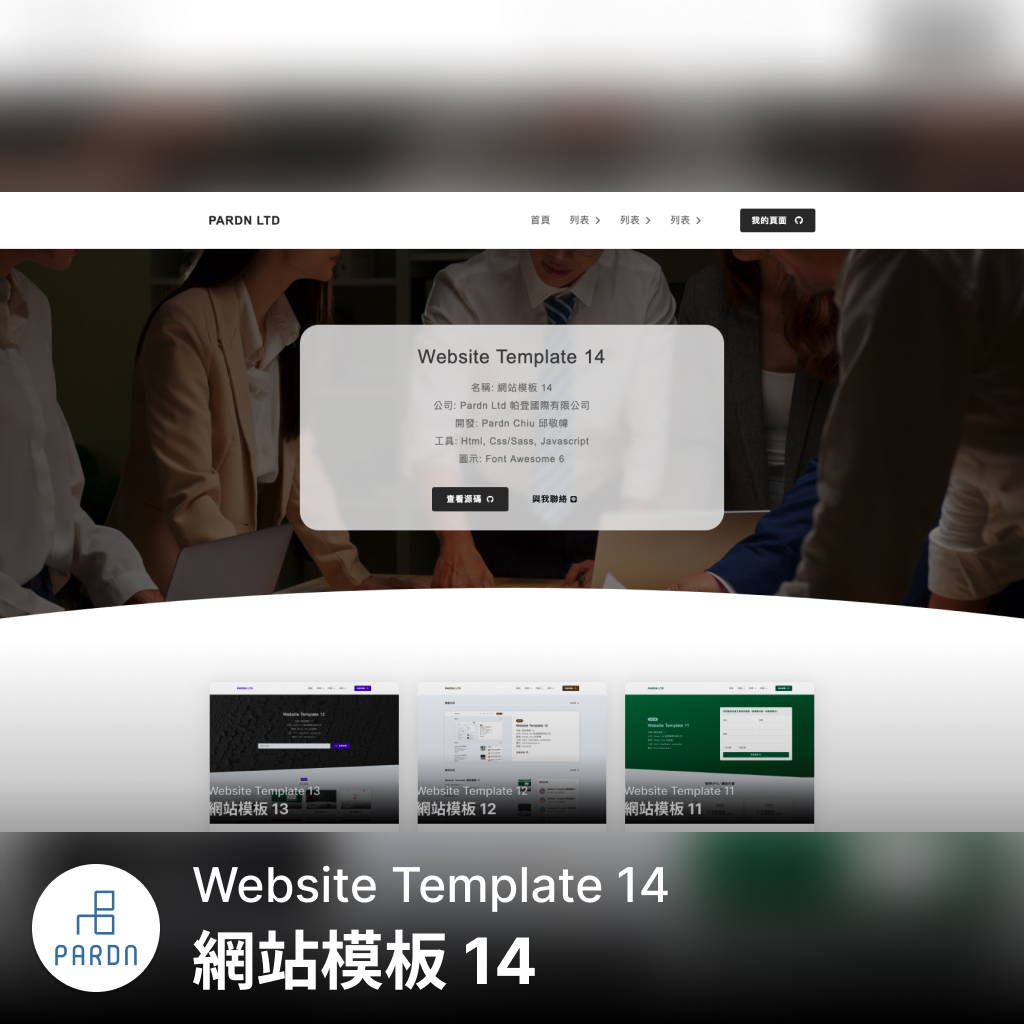 PARDN LTD
首頁 列表 列表 列表 我的頁面
Website Template 14
名稱: 網站模板 14
公司: Pardn Ltd 帕登國際有限公司
開發: Pardn Chiu 邱敬幃
工具: Html, Css/Sass, Javascript
圖示: Font Awesome 6
查看源碼 與我聯絡
Website Template 13
網站模板 13
Website Template 12
網站模板 12
Website Template 11
網站模板 11
PARDN
Website Template 14
網站模板 14